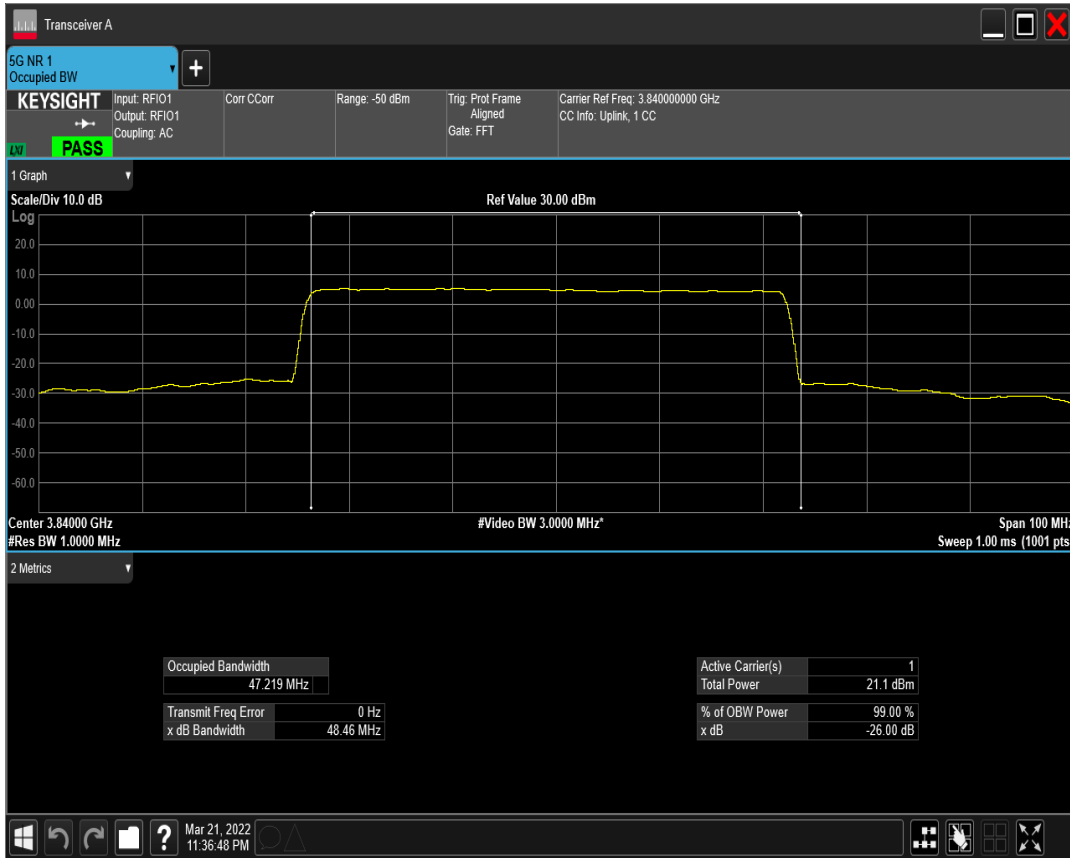 Transceiver A
5G NR 1
Occupied BW
KEYSIGHT
LXI
PASS
Input: RFIO1
Output: RFIO1
Coupling: AC
Corr CCorr
Range: -50 dBm
Trig: Prot Frame
Aligned
Gate: FFT
Carrier Ref Freq: 3.840000000 GHz
CC Info: Uplink, 1 CC
1 Graph
Scale/Div 10.0 dB
Ref Value 30.00 dBm
Log
20.0
10.0
0.00
-10.0
-20.0
-30.0
-40.0
-50.0
-60.0
Center 3.84000 GHz
#Video BW 3.0000 MHz*
Span 100 MHz
#Res BW 1.0000 MHz
Sweep 1.00 ms (1001 pts
2 Metrics
Occupied Bandwidth
47.219 MHz
Transmit Freq Error 0 Hz
x dB Bandwidth 48.46 MHz
Active Carrier(s) 1
Total Power 21.1 dBm
% of OBW Power 99.00 %
x dB -26.00 dB
?
Mar 21, 2022
11:36:48 PM